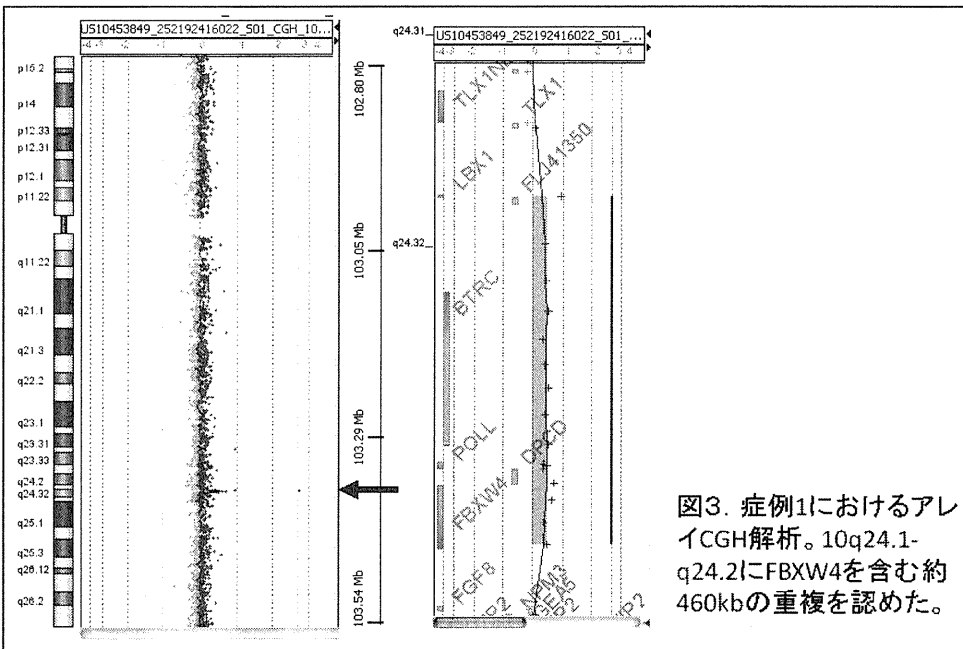 US10453849_252192416022_S01_CGH_10...
-4 -3 -2 -1 0 1 2 3 4
p15.2
p14
p12.33
p12.31
p12.1
p11.22
q11.22
q21.1
q21.3
q22.2
q23.1
q23.31
q23.33
q24.2
q24.32
q25.1
q25.3
q26.12
q26.2
102.80 Mb
103.05 Mb
103.29 Mb
103.54 Mb
q24.31
q24.32
US10453849_252192416022_S01_...
TLX1
LBX1
FLJ41350
BTRC
POLL
DPCD
FBXW4
FGF8
NPM3
図3. 症例1におけるアレ
イCGH解析。10q24.1-
q24.2にFBXW4を含む約
460kbの重複を認めた。